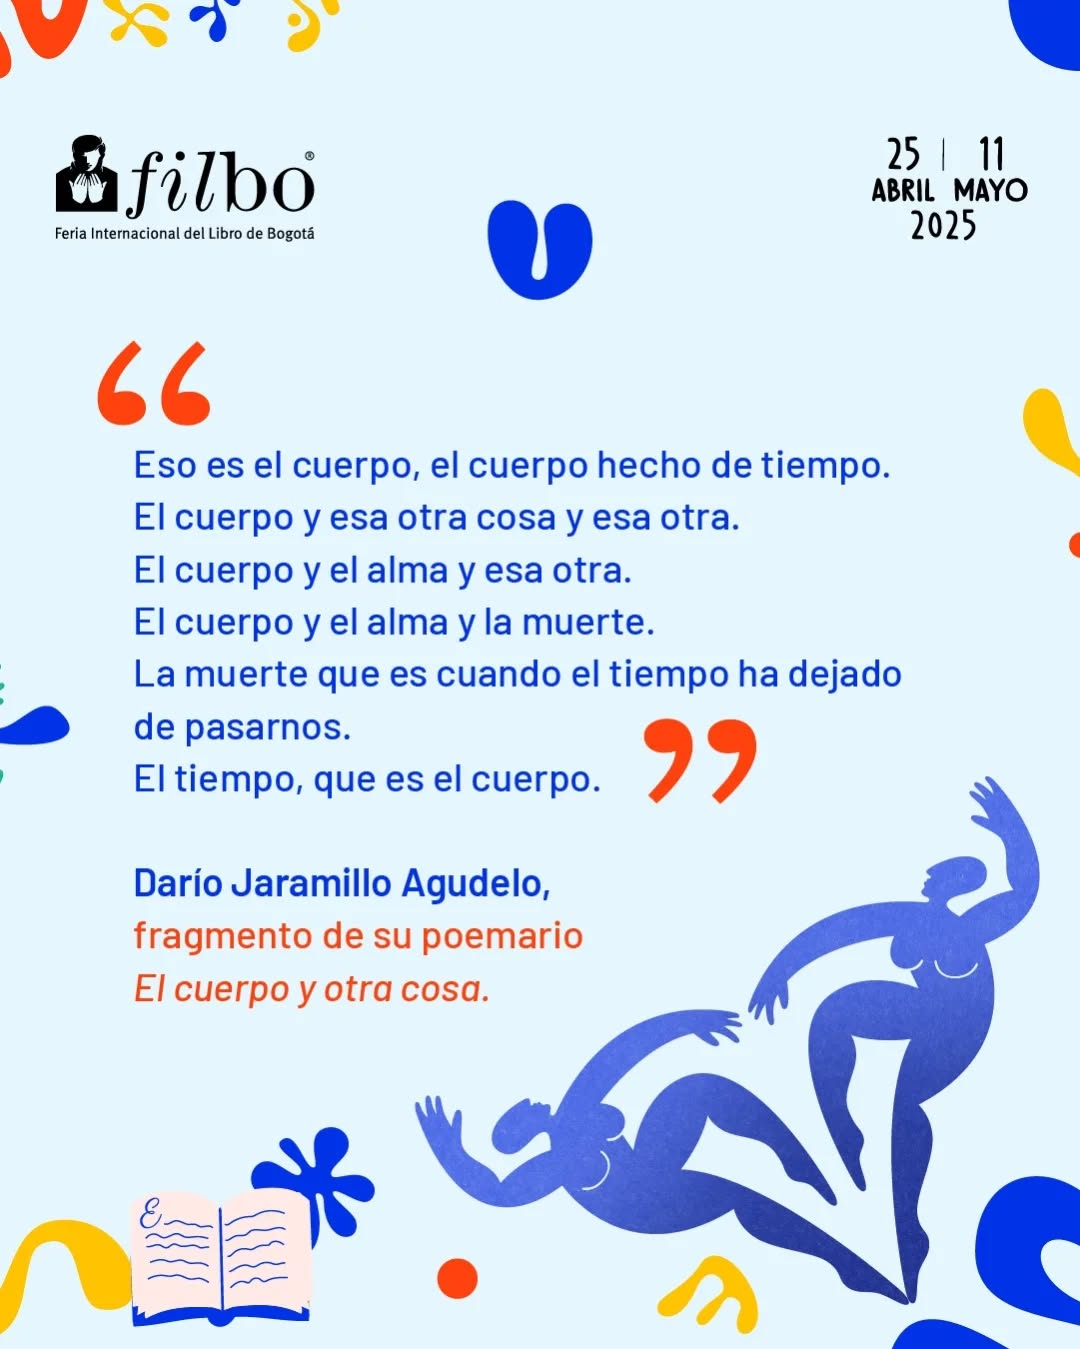 filbo®
Feria Internacional del Libro de Bogotá
25 | 11
ABRIL MAYO
2025
“
Eso es el cuerpo, el cuerpo hecho de tiempo.
El cuerpo y esa otra cosa y esa otra.
El cuerpo y el alma y esa otra.
El cuerpo y el alma y la muerte.
La muerte que es cuando el tiempo ha dejado
de pasarnos.
El tiempo, que es el cuerpo. ”
Darío Jaramillo Agudelo,
fragmento de su poemario
El cuerpo y otra cosa.